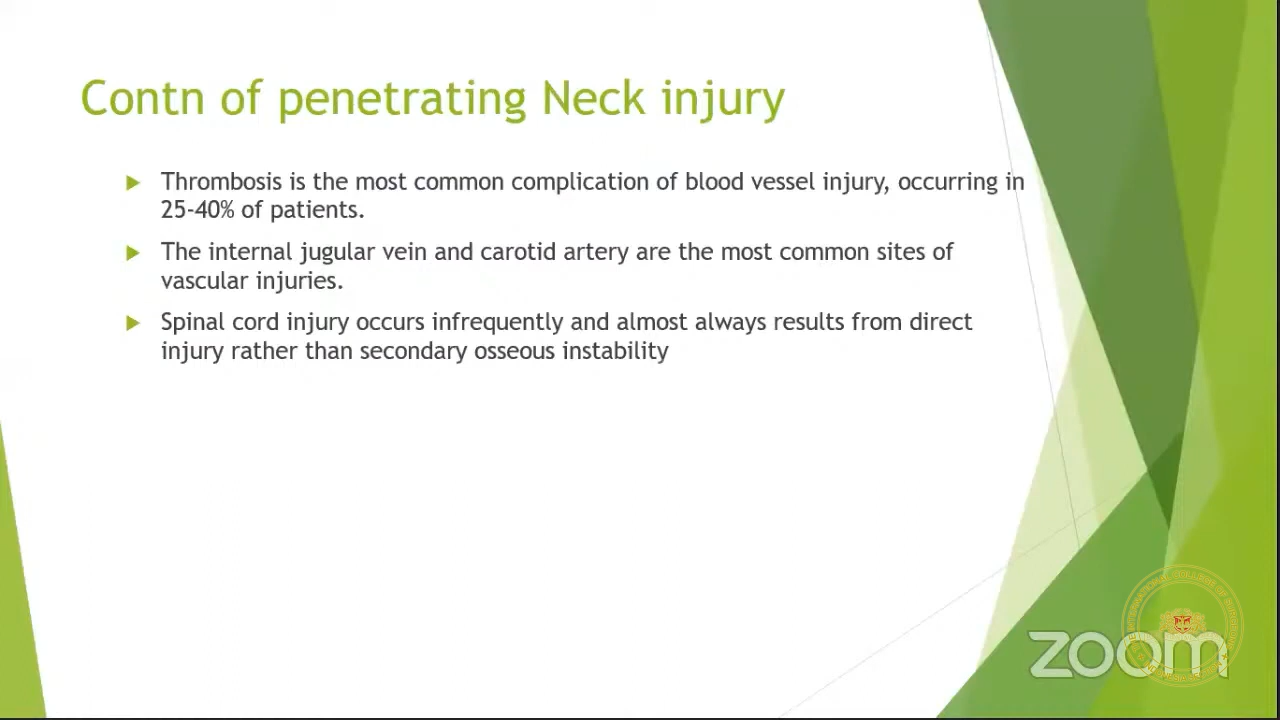 Contn of penetrating Neck injury
Thrombosis is the most common complication of blood vessel injury, occurring in
25-40% of patients.
The internal jugular vein and carotid artery are the most common sites of
vascular injuries.
Spinal cord injury occurs infrequently and almost always results from direct
injury rather than secondary osseous instability
zoom